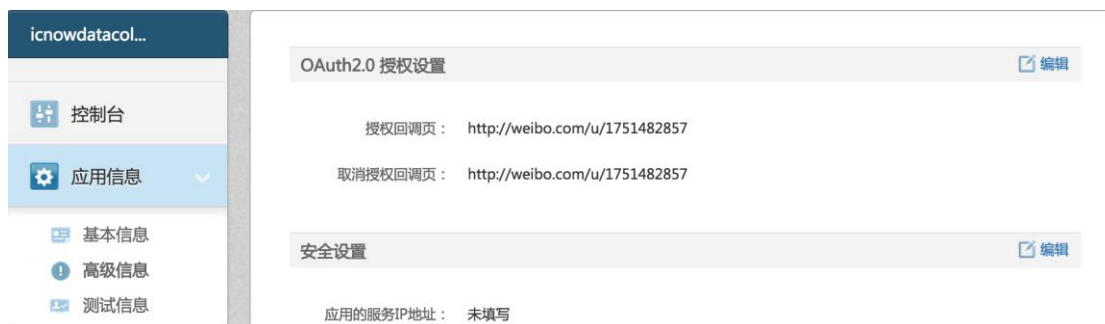 icnowdatacol...
控制台
应用信息
基本信息
高级信息
测试信息
OAuth2.0 授权设置 编辑
授权回调页： http://weibo.com/u/1751482857
取消授权回调页： http://weibo.com/u/1751482857
安全设置 编辑
应用的服务IP地址： 未填写